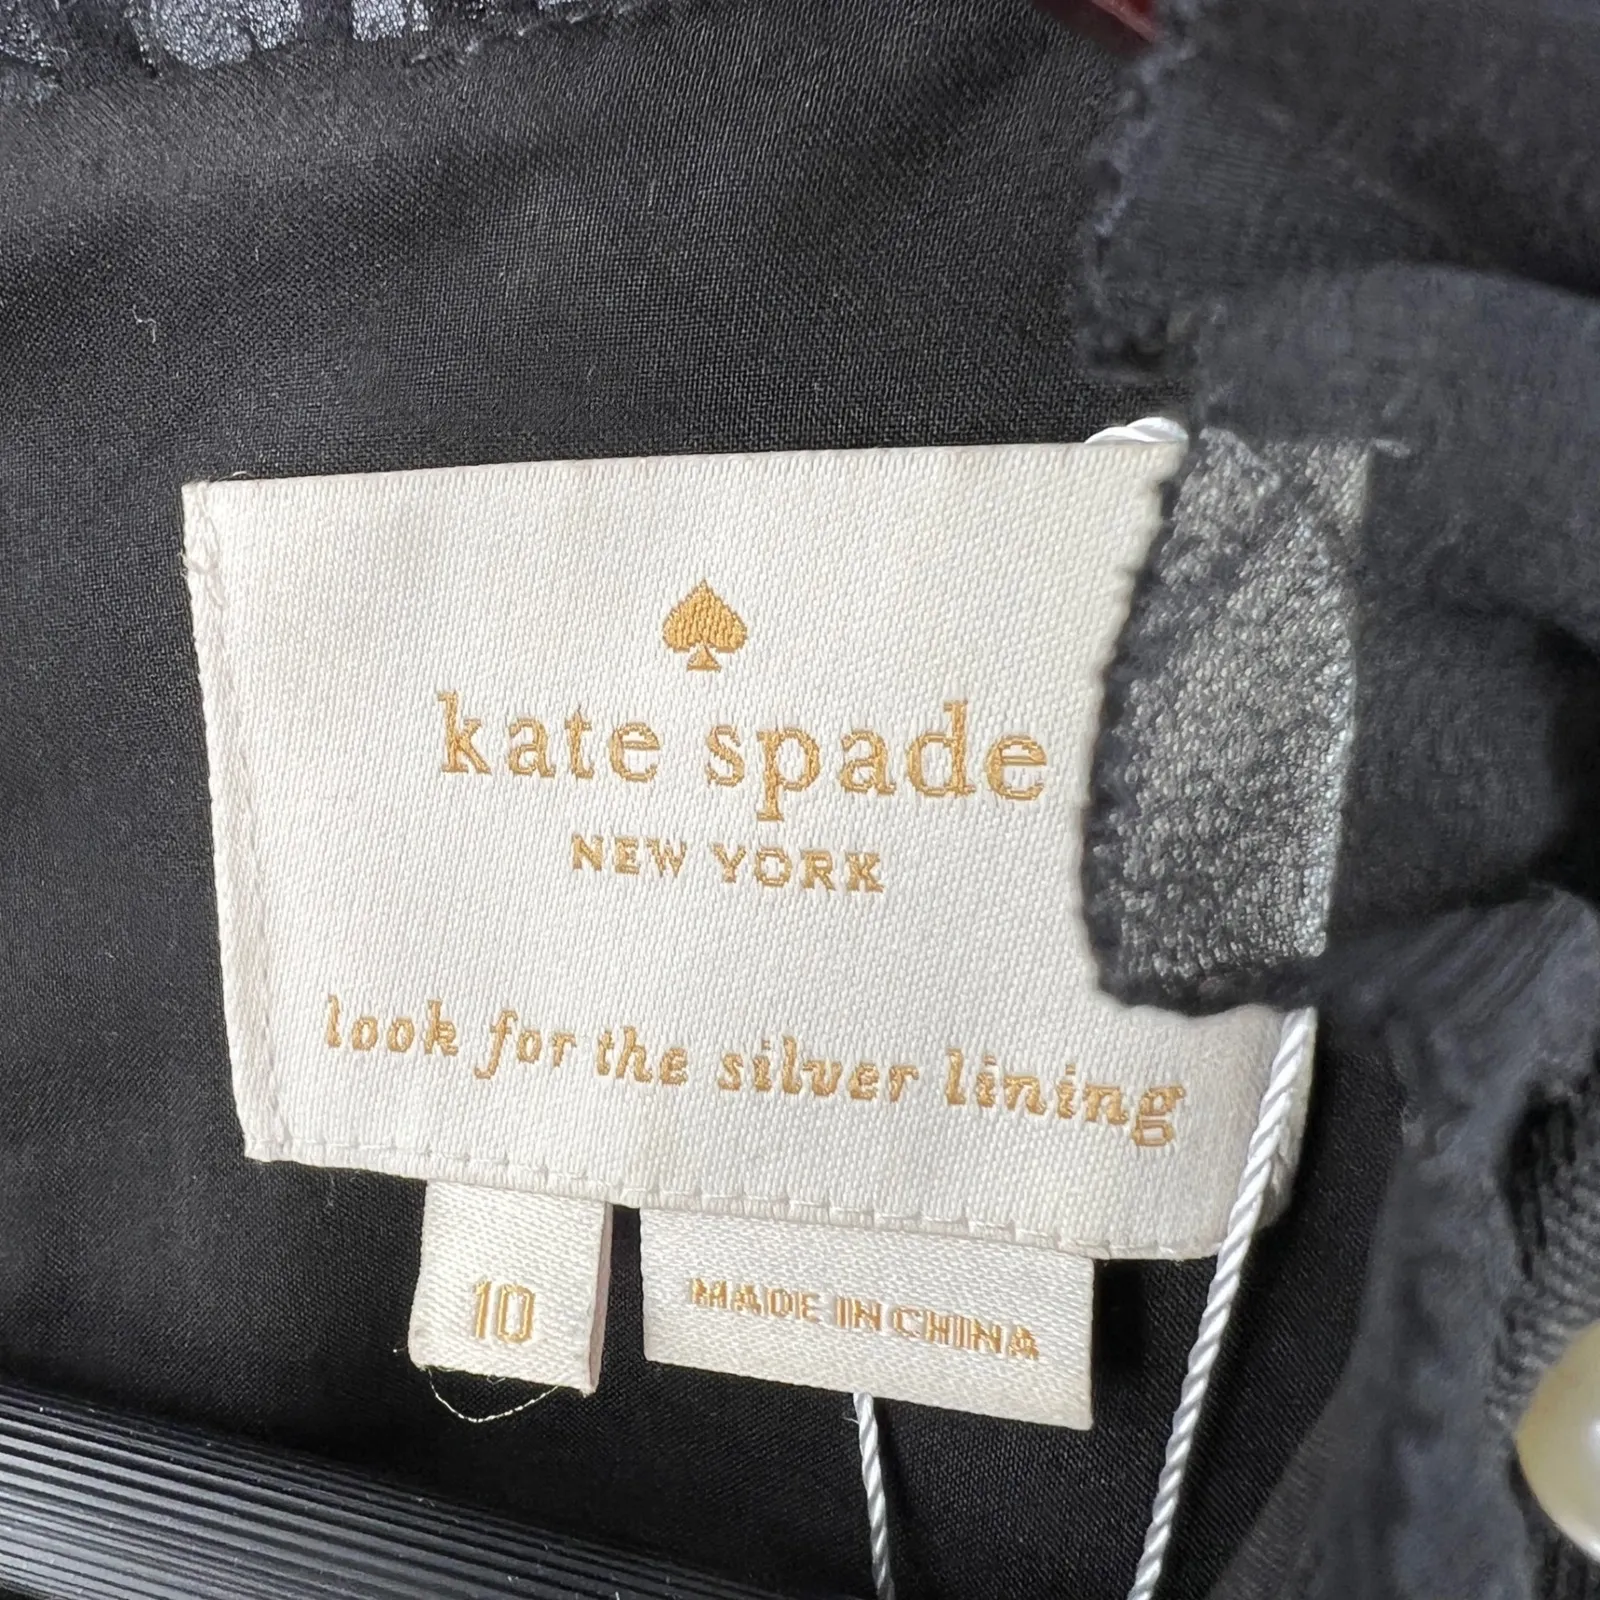 kate spade
NEW YORK
look for the silver lining
10
MADE IN CHINA